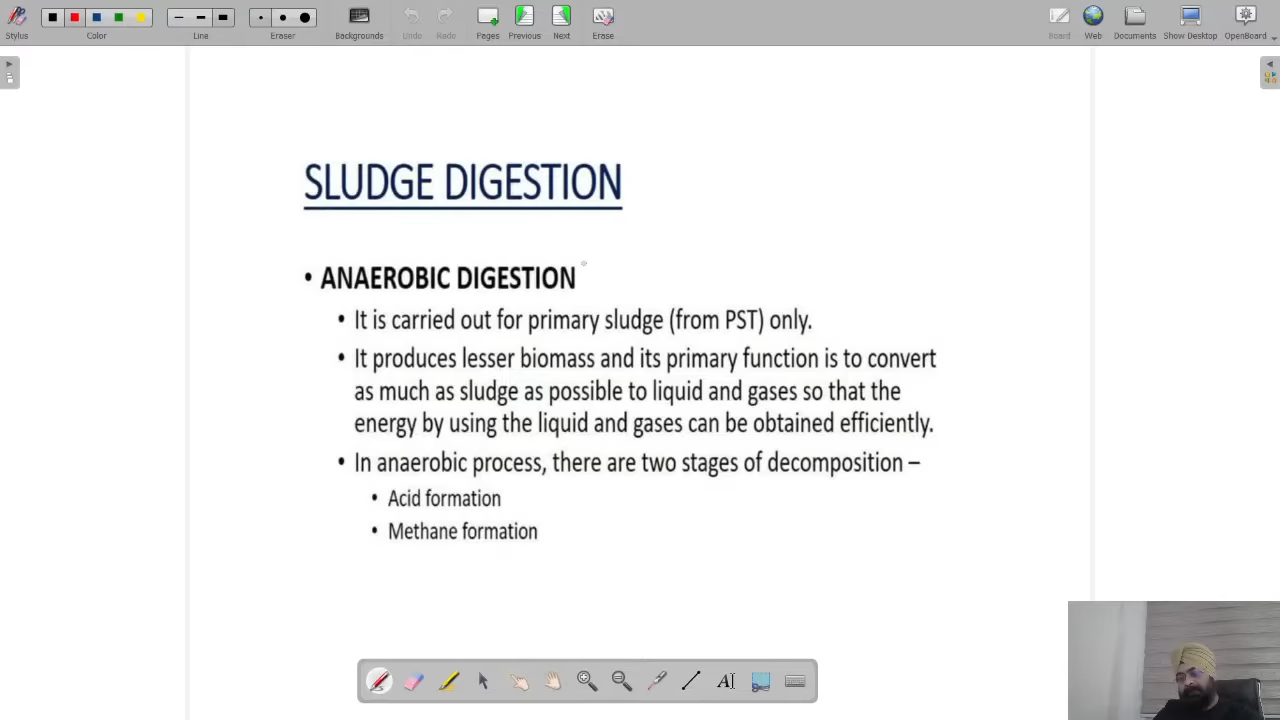 Stylus
Color
Line
Eraser
Backgrounds
Undo
Redo
Pages
Previous
Next
Erase
Board
Web
Documents
Show Desktop
OpenBoard
SLUDGE DIGESTION
• ANAEROBIC DIGESTION
• It is carried out for primary sludge (from PST) only.
• It produces lesser biomass and its primary function is to convert
as much as sludge as possible to liquid and gases so that the
energy by using the liquid and gases can be obtained efficiently.
• In anaerobic process, there are two stages of decomposition –
• Acid formation
• Methane formation